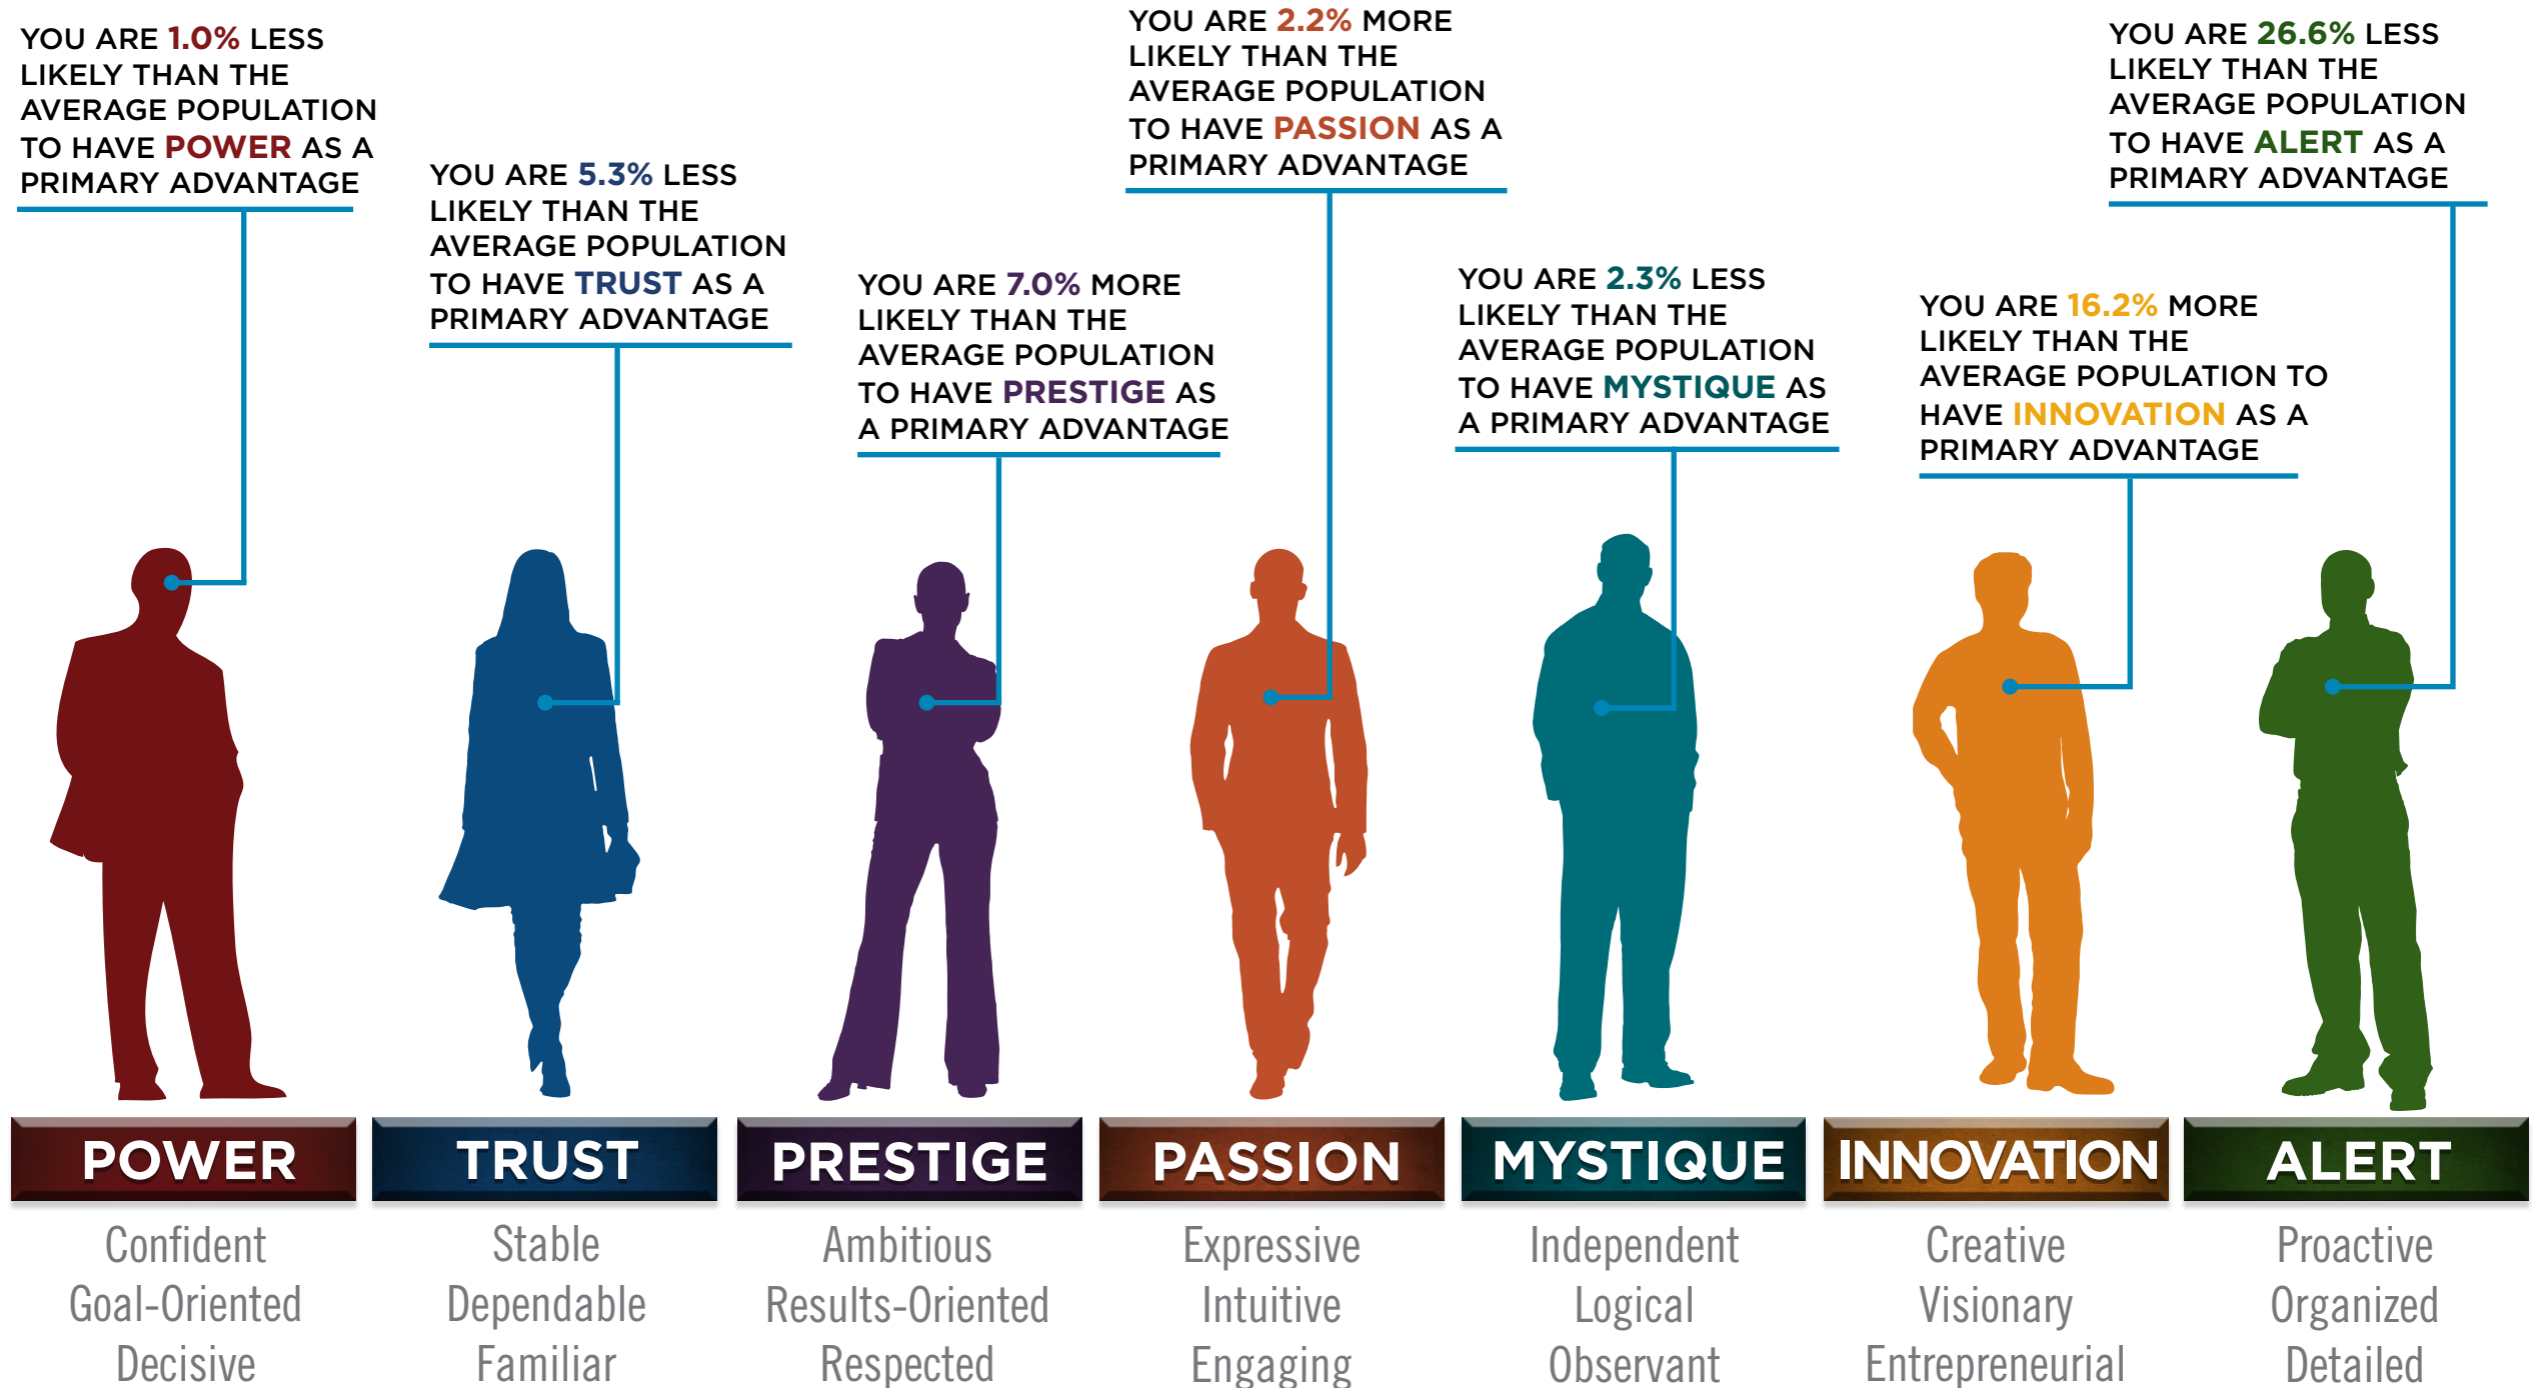 YOU ARE 1.0% LESS
LIKELY THAN THE
AVERAGE POPULATION
TO HAVE POWER AS A
PRIMARY ADVANTAGE
YOU ARE 5.3% LESS
LIKELY THAN THE
AVERAGE POPULATION
TO HAVE TRUST AS A
PRIMARY ADVANTAGE
YOU ARE 7.0% MORE
LIKELY THAN THE
AVERAGE POPULATION
TO HAVE PRESTIGE AS
A PRIMARY ADVANTAGE
YOU ARE 2.2% MORE
LIKELY THAN THE
AVERAGE POPULATION
TO HAVE PASSION AS A
PRIMARY ADVANTAGE
YOU ARE 2.3% LESS
LIKELY THAN THE
AVERAGE POPULATION
TO HAVE MYSTIQUE AS
A PRIMARY ADVANTAGE
YOU ARE 16.2% MORE
LIKELY THAN THE
AVERAGE POPULATION TO
HAVE INNOVATION AS A
PRIMARY ADVANTAGE
YOU ARE 26.6% LESS
LIKELY THAN THE
AVERAGE POPULATION
TO HAVE ALERT AS A
PRIMARY ADVANTAGE
POWER
Confident
Goal-Oriented
Decisive
TRUST
Stable
Dependable
Familiar
PRESTIGE
Ambitious
Results-Oriented
Respected
PASSION
Expressive
Intuitive
Engaging
MYSTIQUE
Independent
Logical
Observant
INNOVATION
Creative
Visionary
Entrepreneurial
ALERT
Proactive
Organized
Detailed